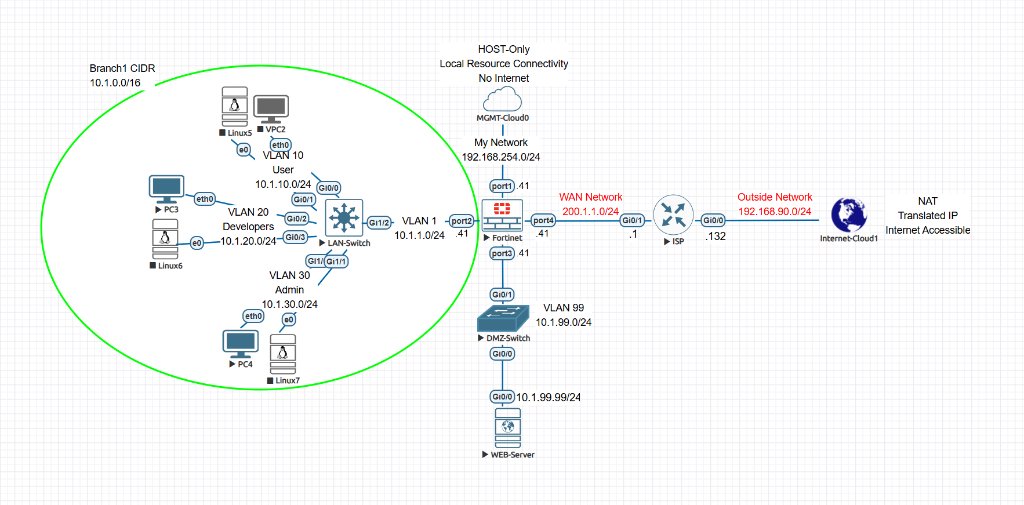 HOST-Only
Local Resource Connectivity
No Internet
MGMT-Cloud0
My Network
192.168.254.0/24
port1 .41
Branch1 CIDR
10.1.0.0/16
Linux5
VPC2
e0
eth0
VLAN 10
User
10.1.10.0/24
Gi0/0
Gi0/1
PC3
eth0
VLAN 20
Developers
10.1.20.0/24
Gi0/2
Linux6
e0
Gi0/3
LAN-Switch
Gi1/
Gi1/1
VLAN 30
Admin
10.1.30.0/24
eth0
e0
PC4
Linux7
Gi1/2
VLAN 1
10.1.1.0/24
port2
.41
Fortinet
port4
.41
WAN Network
200.1.1.0/24
Gi0/1
.1
ISP
Gi0/0
.132
Outside Network
192.168.90.0/24
Internet-Cloud1
NAT
Translated IP
Internet Accessible
port3 .41
Gi0/1
VLAN 99
10.1.99.0/24
DMZ-Switch
Gi0/0
Gi0/0 10.1.99.99/24
WEB-Server